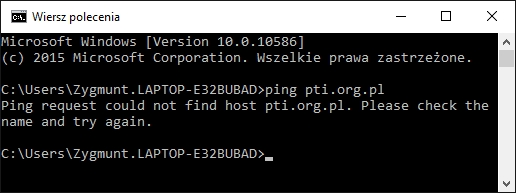 Wiersz polecenia
Microsoft Windows [Version 10.0.10586]
(c) 2015 Microsoft Corporation. Wszelkie prawa zastrzeżone.
C:\Users\Zygmunt.LAPTOP-E32BUBAD>ping pti.org.pl
Ping request could not find host pti.org.pl. Please check the
name and try again.
C:\Users\Zygmunt.LAPTOP-E32BUBAD>_